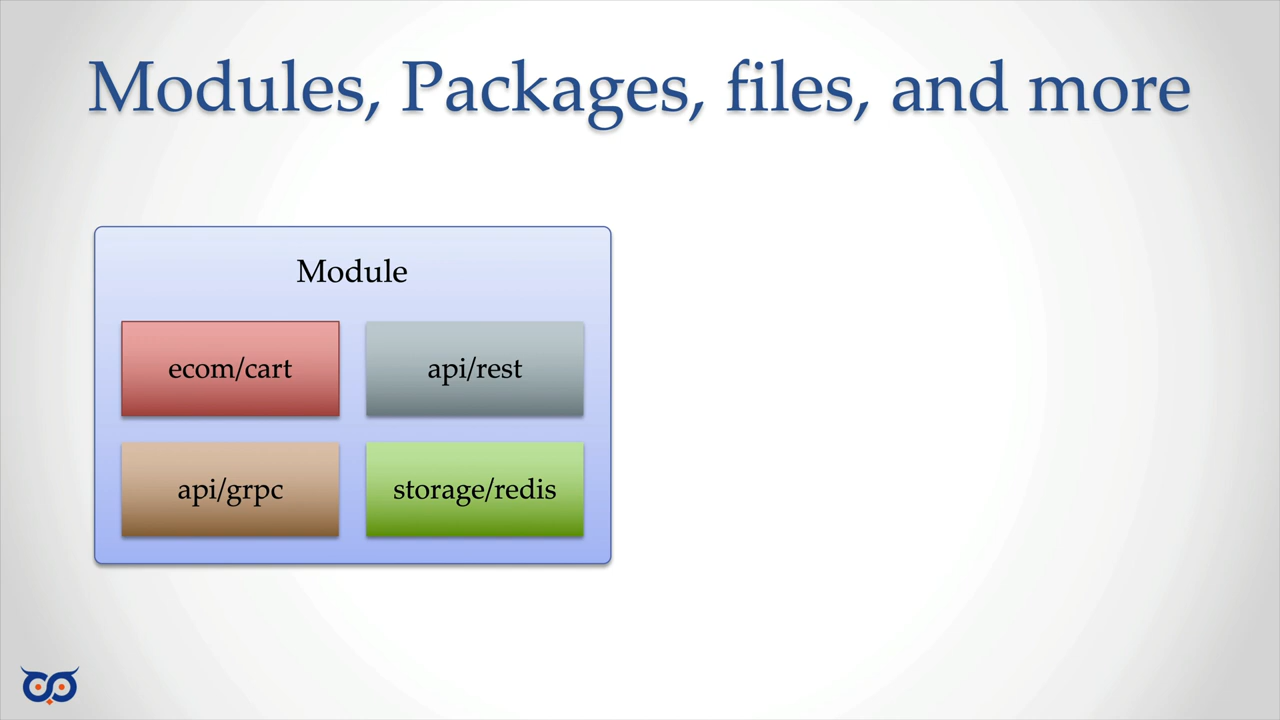 Modules, Packages, files, and more
Module
ecom/cart
api/rest
api/grpc
storage/redis